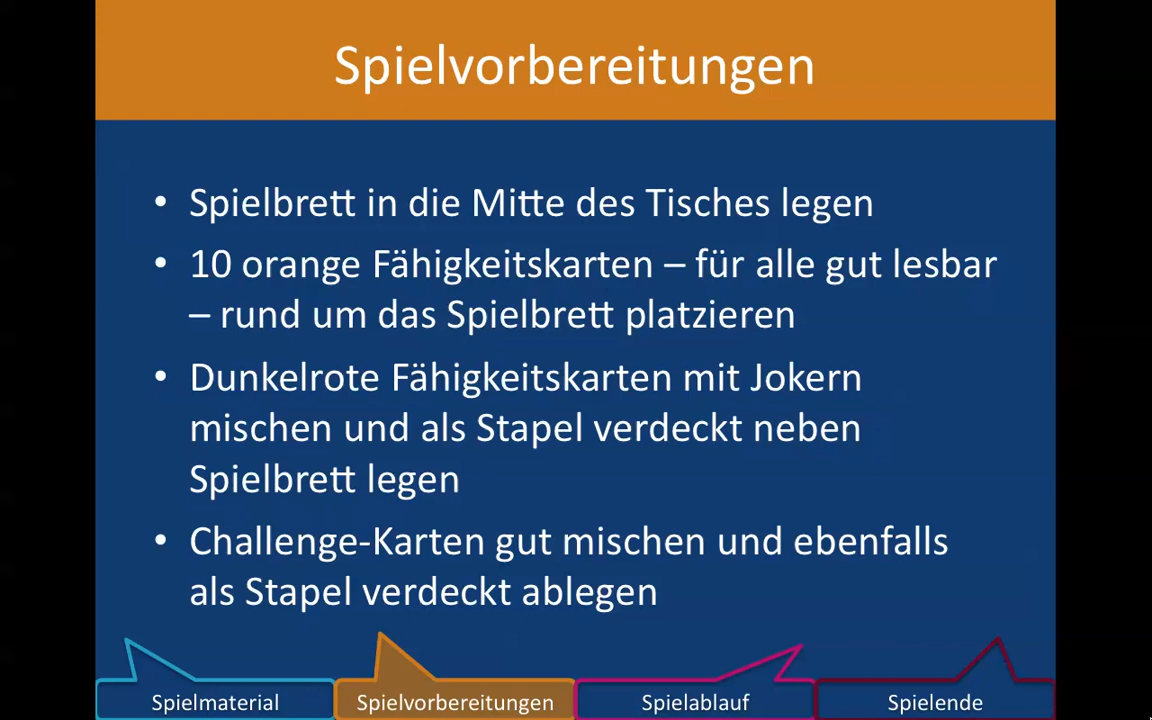 Spielvorbereitungen
• Spielbrett in die Mitte des Tisches legen
• 10 orange Fähigkeitskarten – für alle gut lesbar
– rund um das Spielbrett platzieren
• Dunkelrote Fähigkeitskarten mit Jokern
mischen und als Stapel verdeckt neben
Spielbrett legen
• Challenge-Karten gut mischen und ebenfalls
als Stapel verdeckt ablegen
Spielmaterial
Spielvorbereitungen
Spielablauf
Spielende